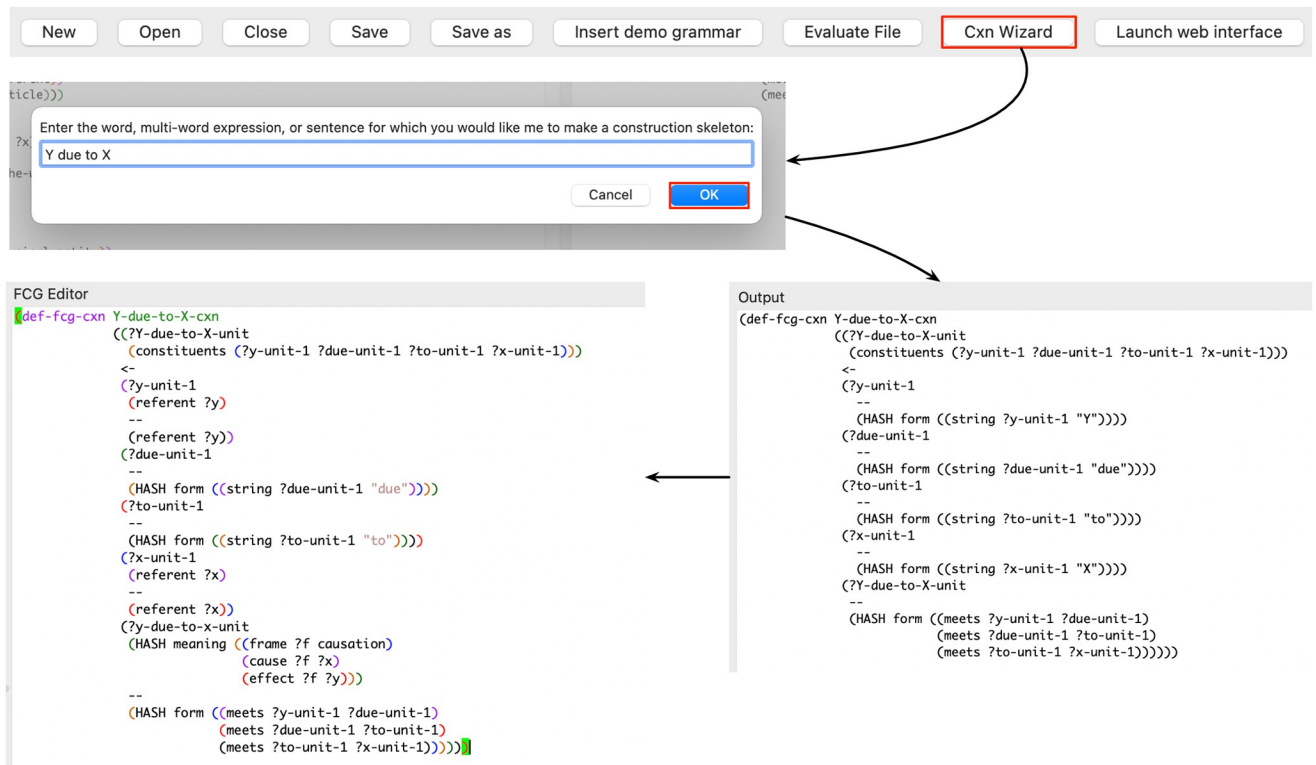 New Open Close Save Save as Insert demo grammar Evaluate File Cxn Wizard Launch web interface
ticle)))
(mee
Enter the word, multi-word expression, or sentence for which you would like me to make a construction skeleton:
?x
Y due to X
he-
Cancel OK
FCG Editor
(def-fcg-cxn Y-due-to-X-cxn
((?Y-due-to-X-unit
(constituents (?y-unit-1 ?due-unit-1 ?to-unit-1 ?x-unit-1)))
<-
(?y-unit-1
(referent ?y)
--
(referent ?y))
(?due-unit-1
--
(HASH form ((string ?due-unit-1 "due"))))
(?to-unit-1
--
(HASH form ((string ?to-unit-1 "to"))))
(?x-unit-1
(referent ?x)
--
(referent ?x))
(?y-due-to-x-unit
(HASH meaning ((frame ?f causation)
(cause ?f ?x)
(effect ?f ?y)))
--
(HASH form ((meets ?y-unit-1 ?due-unit-1)
(meets ?due-unit-1 ?to-unit-1)
(meets ?to-unit-1 ?x-unit-1))))))
Output
(def-fcg-cxn Y-due-to-X-cxn
((?Y-due-to-X-unit
(constituents (?y-unit-1 ?due-unit-1 ?to-unit-1 ?x-unit-1)))
<-
(?y-unit-1
--
(HASH form ((string ?y-unit-1 "Y"))))
(?due-unit-1
--
(HASH form ((string ?due-unit-1 "due"))))
(?to-unit-1
--
(HASH form ((string ?to-unit-1 "to"))))
(?x-unit-1
--
(HASH form ((string ?x-unit-1 "X"))))
(?Y-due-to-X-unit
--
(HASH form ((meets ?y-unit-1 ?due-unit-1)
(meets ?due-unit-1 ?to-unit-1)
(meets ?to-unit-1 ?x-unit-1))))))